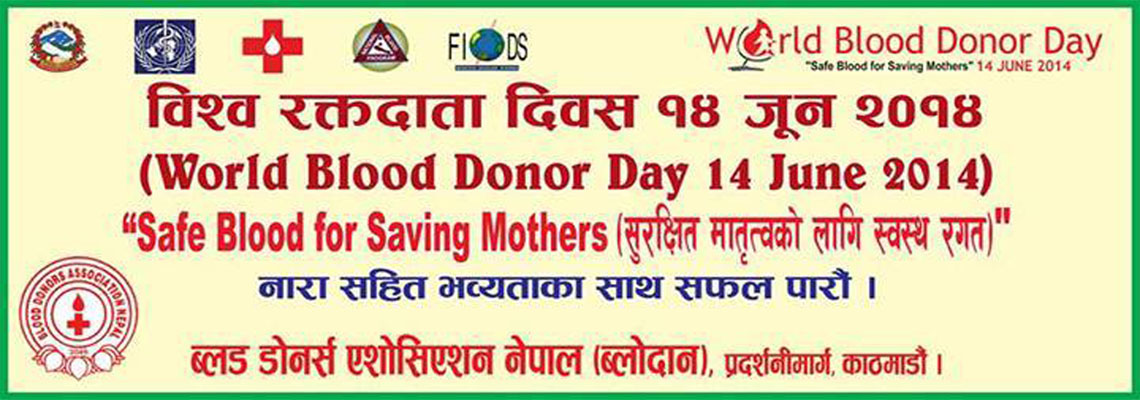 FIODS
World Blood Donor Day
"Safe Blood for Saving Mothers" 14 JUNE 2014
विश्व रक्तदाता दिवस १४ जून २०१४
(World Blood Donor Day 14 June 2014)
“Safe Blood for Saving Mothers (सुरक्षित मातृत्वको लागि स्वस्थ रगत)"
नारा सहित भव्यताका साथ सफल पारौं ।
BLOOD DONORS ASSOCIATION NEPAL
ब्लड डोनर्स एशोसिएशन नेपाल (ब्लोदान), प्रदर्शनीमार्ग, काठमाडौं ।